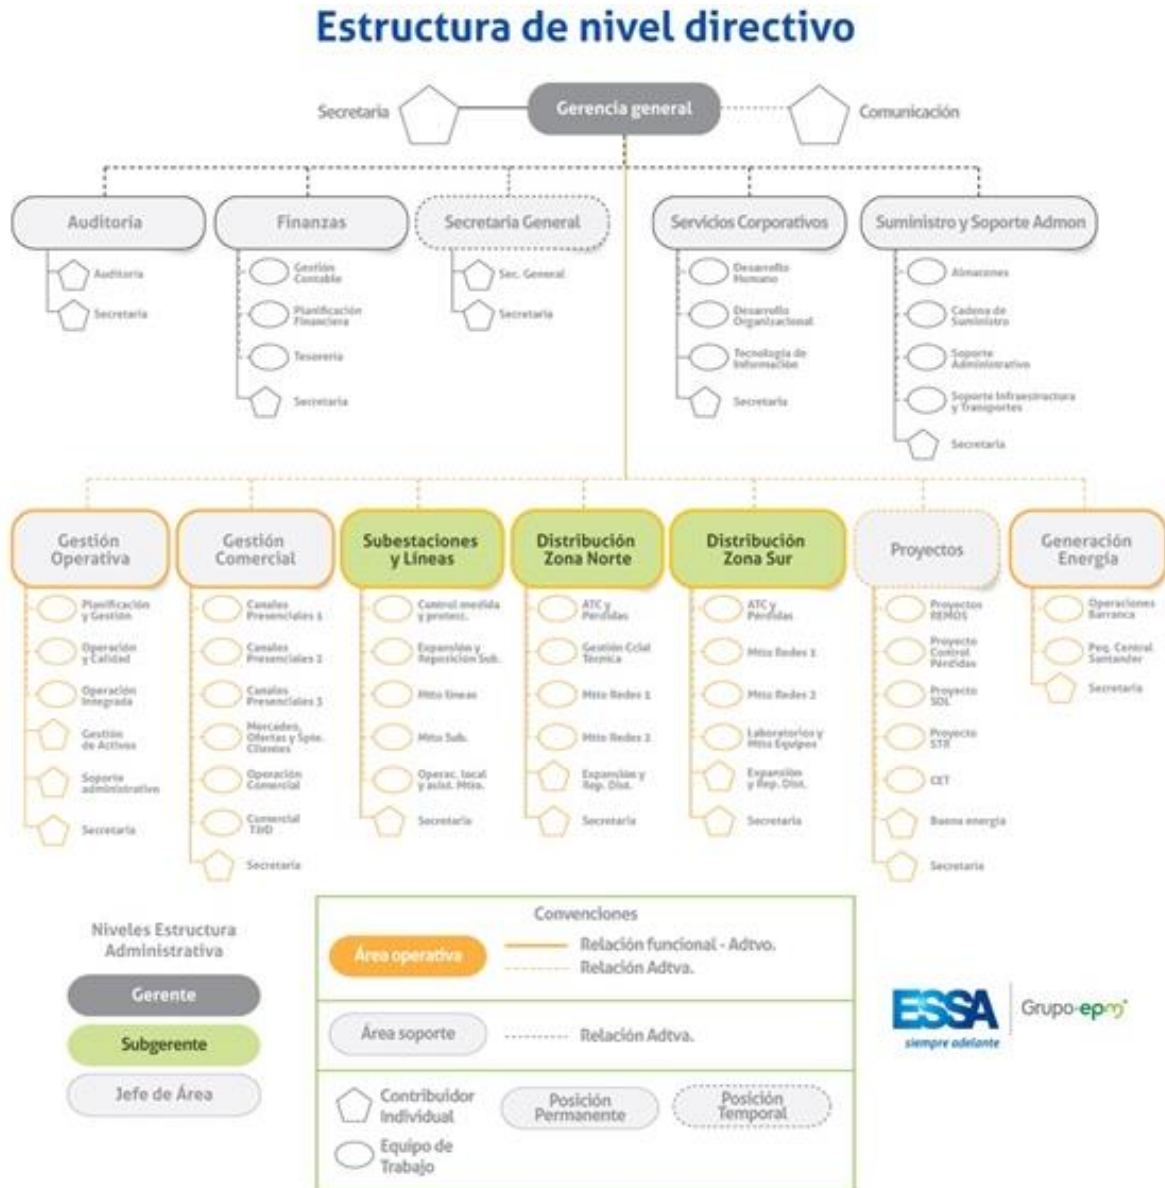 Estructura de nivel directivo
Secretaria
Gerencia general
Comunicación
Auditoría
Auditoría
Secretaria
Finanzas
Gestión
Contable
Planificación
Financiera
Tesorería
Secretaria
Secretaria General
Sec. General
Secretaria
Servicios Corporativos
Desarrollo
Humano
Desarrollo
Organizacional
Tecnología de
Información
Secretaria
Suministro y Soporte Admon
Almacenes
Cadena de
Suministro
Soporte
Administrativo
Soporte Infraestructura
y Transportes
Secretaria
Gestión
Operativa
Planificación
y Gestión
Operación
y Calidad
Operación
Integrada
Gestión
de Activos
Soporte
administrativo
Secretaria
Gestión
Comercial
Canales
Presenciales 1
Canales
Presenciales 2
Canales
Presenciales 3
Mercadeo,
Ofertas y Spte.
Clientes
Operación
Comercial
Comercial
Secretaria
Subestaciones
y Líneas
Control medida
y protecc.
Expansión y
Reposición Sub.
Mtto líneas
Mtto Sub.
Operac. local
y asist. Mtto.
Secretaria
Distribución
Zona Norte
ATC y
Pérdidas
Gestión Ccial
Técnica
Mtto Redes 1
Mtto Redes 2
Expansión y
Rep. Dist.
Secretaria
Distribución
Zona Sur
ATC y
Pérdidas
Mtto Redes 1
Mtto Redes 2
Laboratorios y
Mtto Equipos
Expansión
y Rep. Dist.
Secretaria
Proyectos
Proyectos
Proyecto
Control
Pérdidas
Proyecto
SDL
Proyecto
STR
CET
Buena energía
Secretaria
Generación
Energía
Operaciones
Barranca
Peq. Central
Santander
Secretaria
Niveles Estructura
Administrativa
Gerente
Subgerente
Jefe de Área
Convenciones
Área operativa
Relación funcional - Adtvo.
Relación Adtva.
Área soporte
Relación Adtva.
Contribuidor
Individual
Equipo de
Trabajo
Posición
Permanente
Posición
Temporal
ESSA
siempre adelante
Grupo·epm